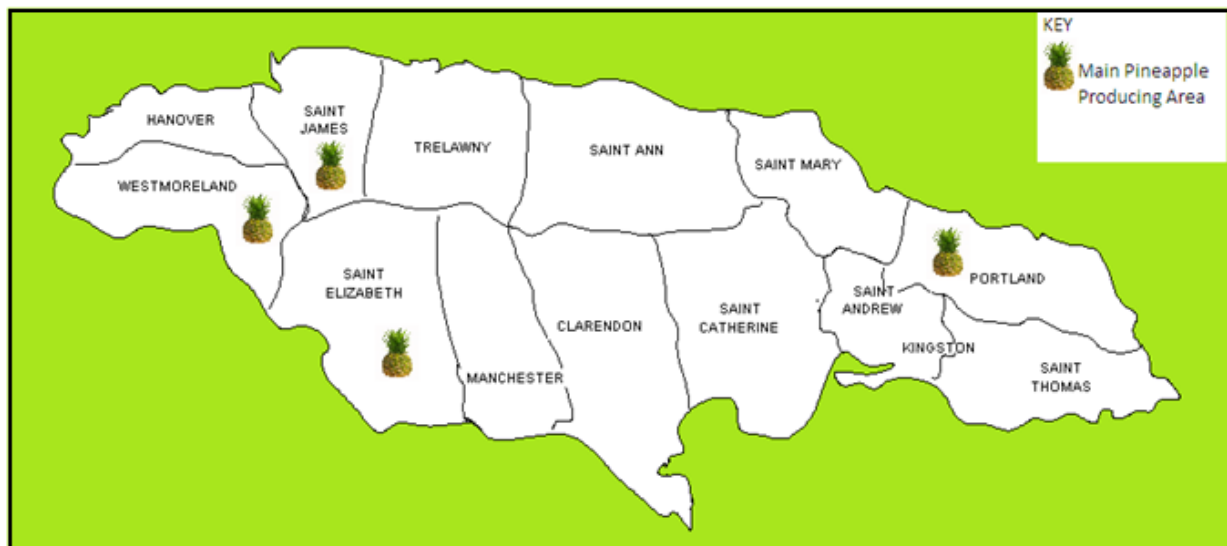 KEY
Main Pineapple
Producing Area
HANOVER
SAINT
JAMES
TRELAWNY
SAINT ANN
SAINT MARY
WESTMORELAND
SAINT
ELIZABETH
MANCHESTER
CLARENDON
SAINT
CATHERINE
SAINT
ANDREW
KINGSTON
PORTLAND
SAINT
THOMAS